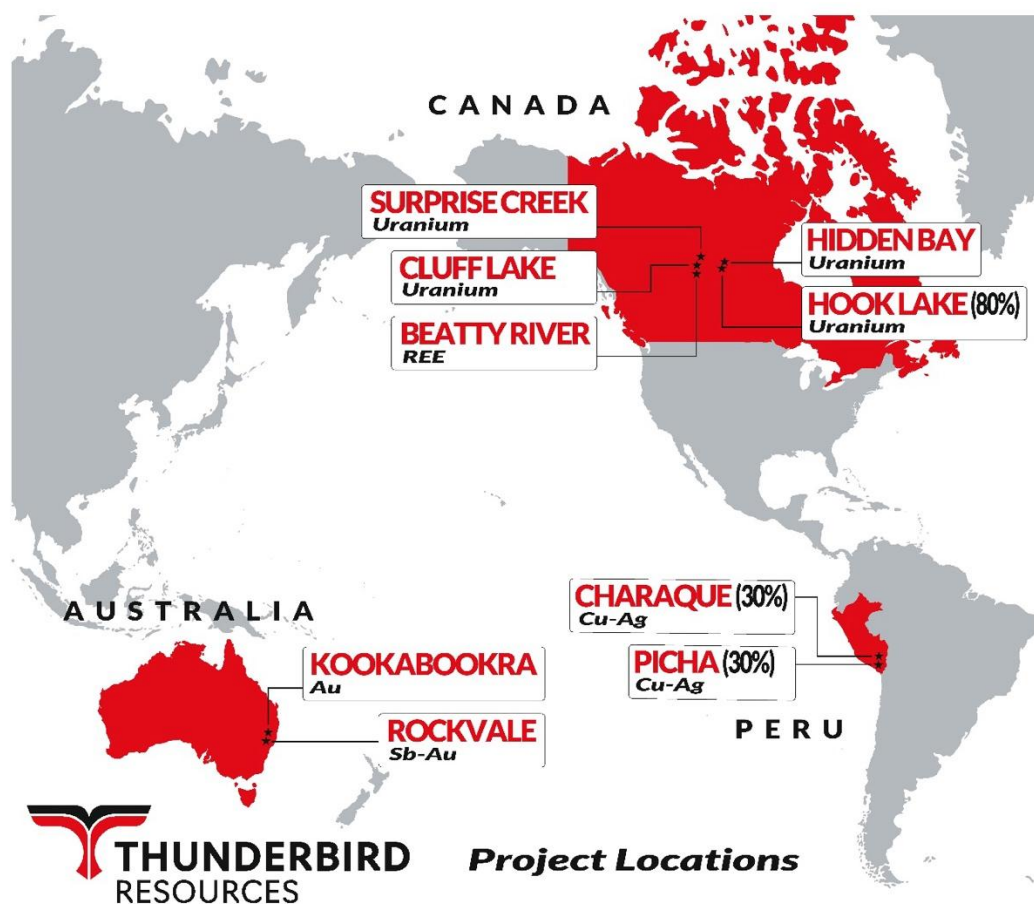 CANADA
SURPRISE CREEK
Uranium
CLUFF LAKE
Uranium
BEATTY RIVER
REE
HIDDEN BAY
Uranium
HOOK LAKE (80%)
Uranium
AUSTRALIA
KOOKABOOKRA
Au
ROCKVALE
Sb-Au
CHARAQUE (30%)
Cu-Ag
PICHA (30%)
Cu-Ag
PERU
THUNDERBIRD
RESOURCES
Project Locations